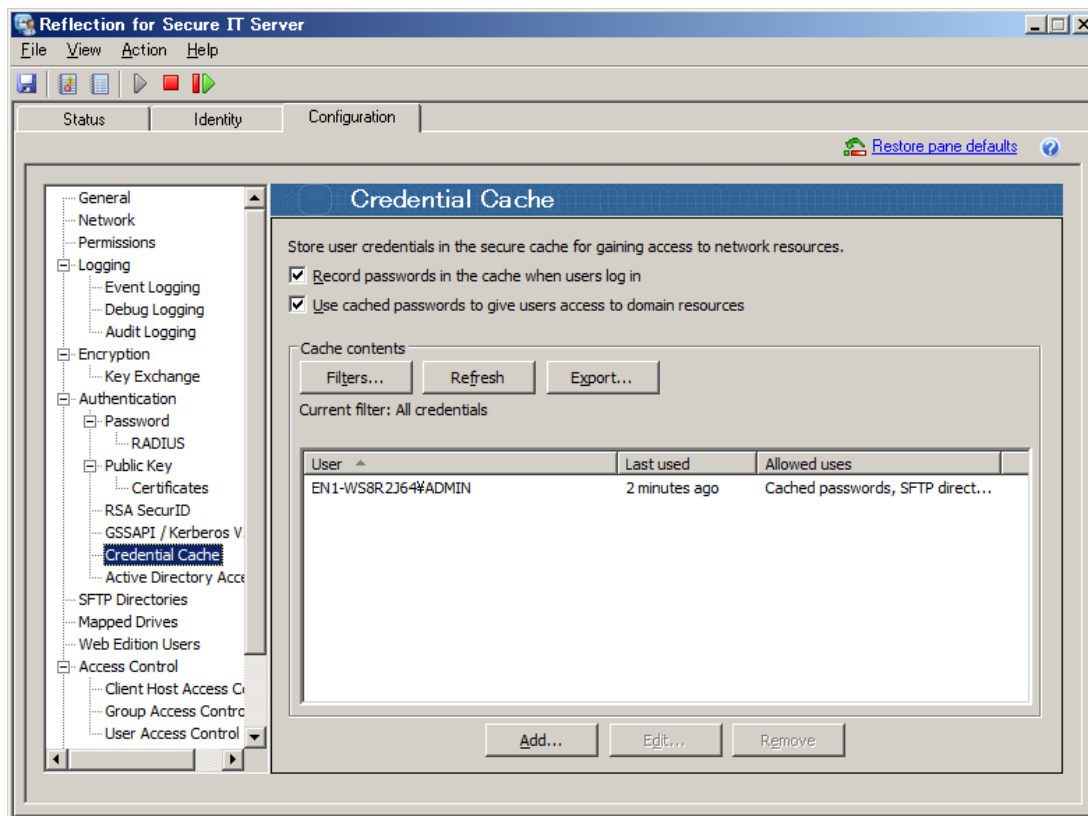 Reflection for Secure IT Server
File View Action Help
Status Identity Configuration
Restore pane defaults
General
Network
Permissions
Logging
Event Logging
Debug Logging
Audit Logging
Encryption
Key Exchange
Authentication
Password
RADIUS
Public Key
Certificates
RSA SecurID
GSSAPI / Kerberos V
Credential Cache
Active Directory Acce
SFTP Directories
Mapped Drives
Web Edition Users
Access Control
Client Host Access C
Group Access Contro
User Access Control
Credential Cache
Store user credentials in the secure cache for gaining access to network resources.
Record passwords in the cache when users log in
Use cached passwords to give users access to domain resources
Cache contents
Filters... Refresh Export...
Current filter: All credentials
User Last used Allowed uses
EN1-WS8R2J64¥ADMIN 2 minutes ago Cached passwords, SFTP direct...
Add... Edit... Remove